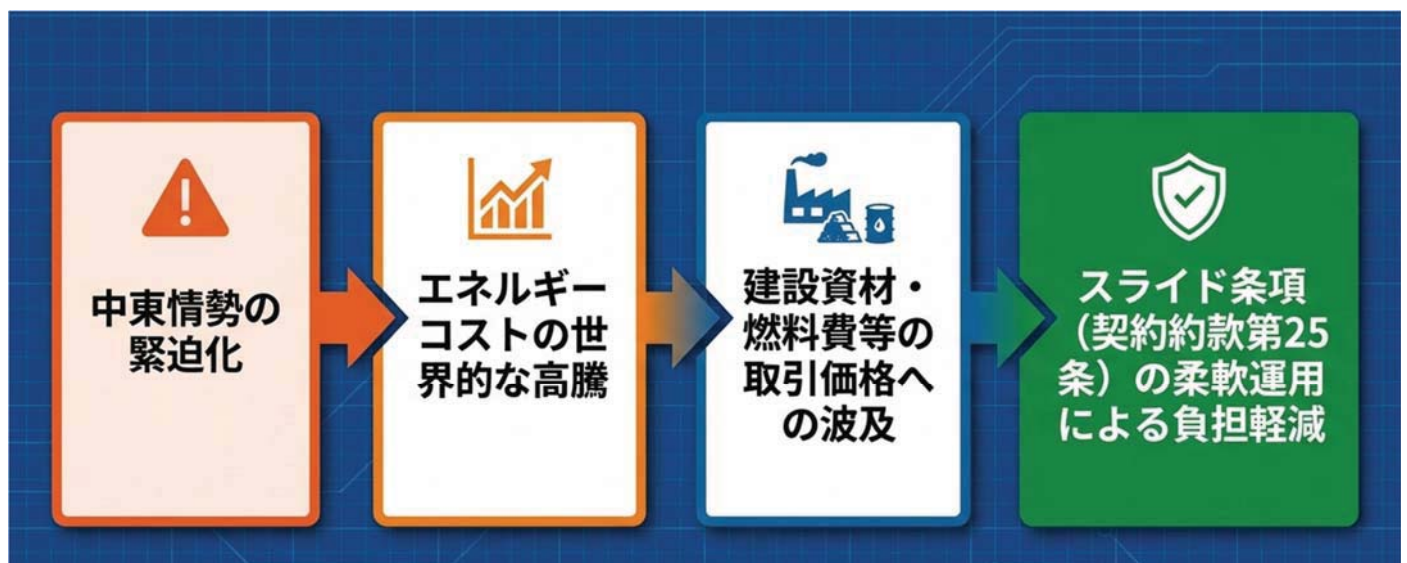 中東情勢の
緊迫化
エネルギー
コストの世
界的な高騰
建設資材・
燃料費等の
取引価格へ
の波及
スライド条項
（契約約款第25
条）の柔軟運用
による負担軽減